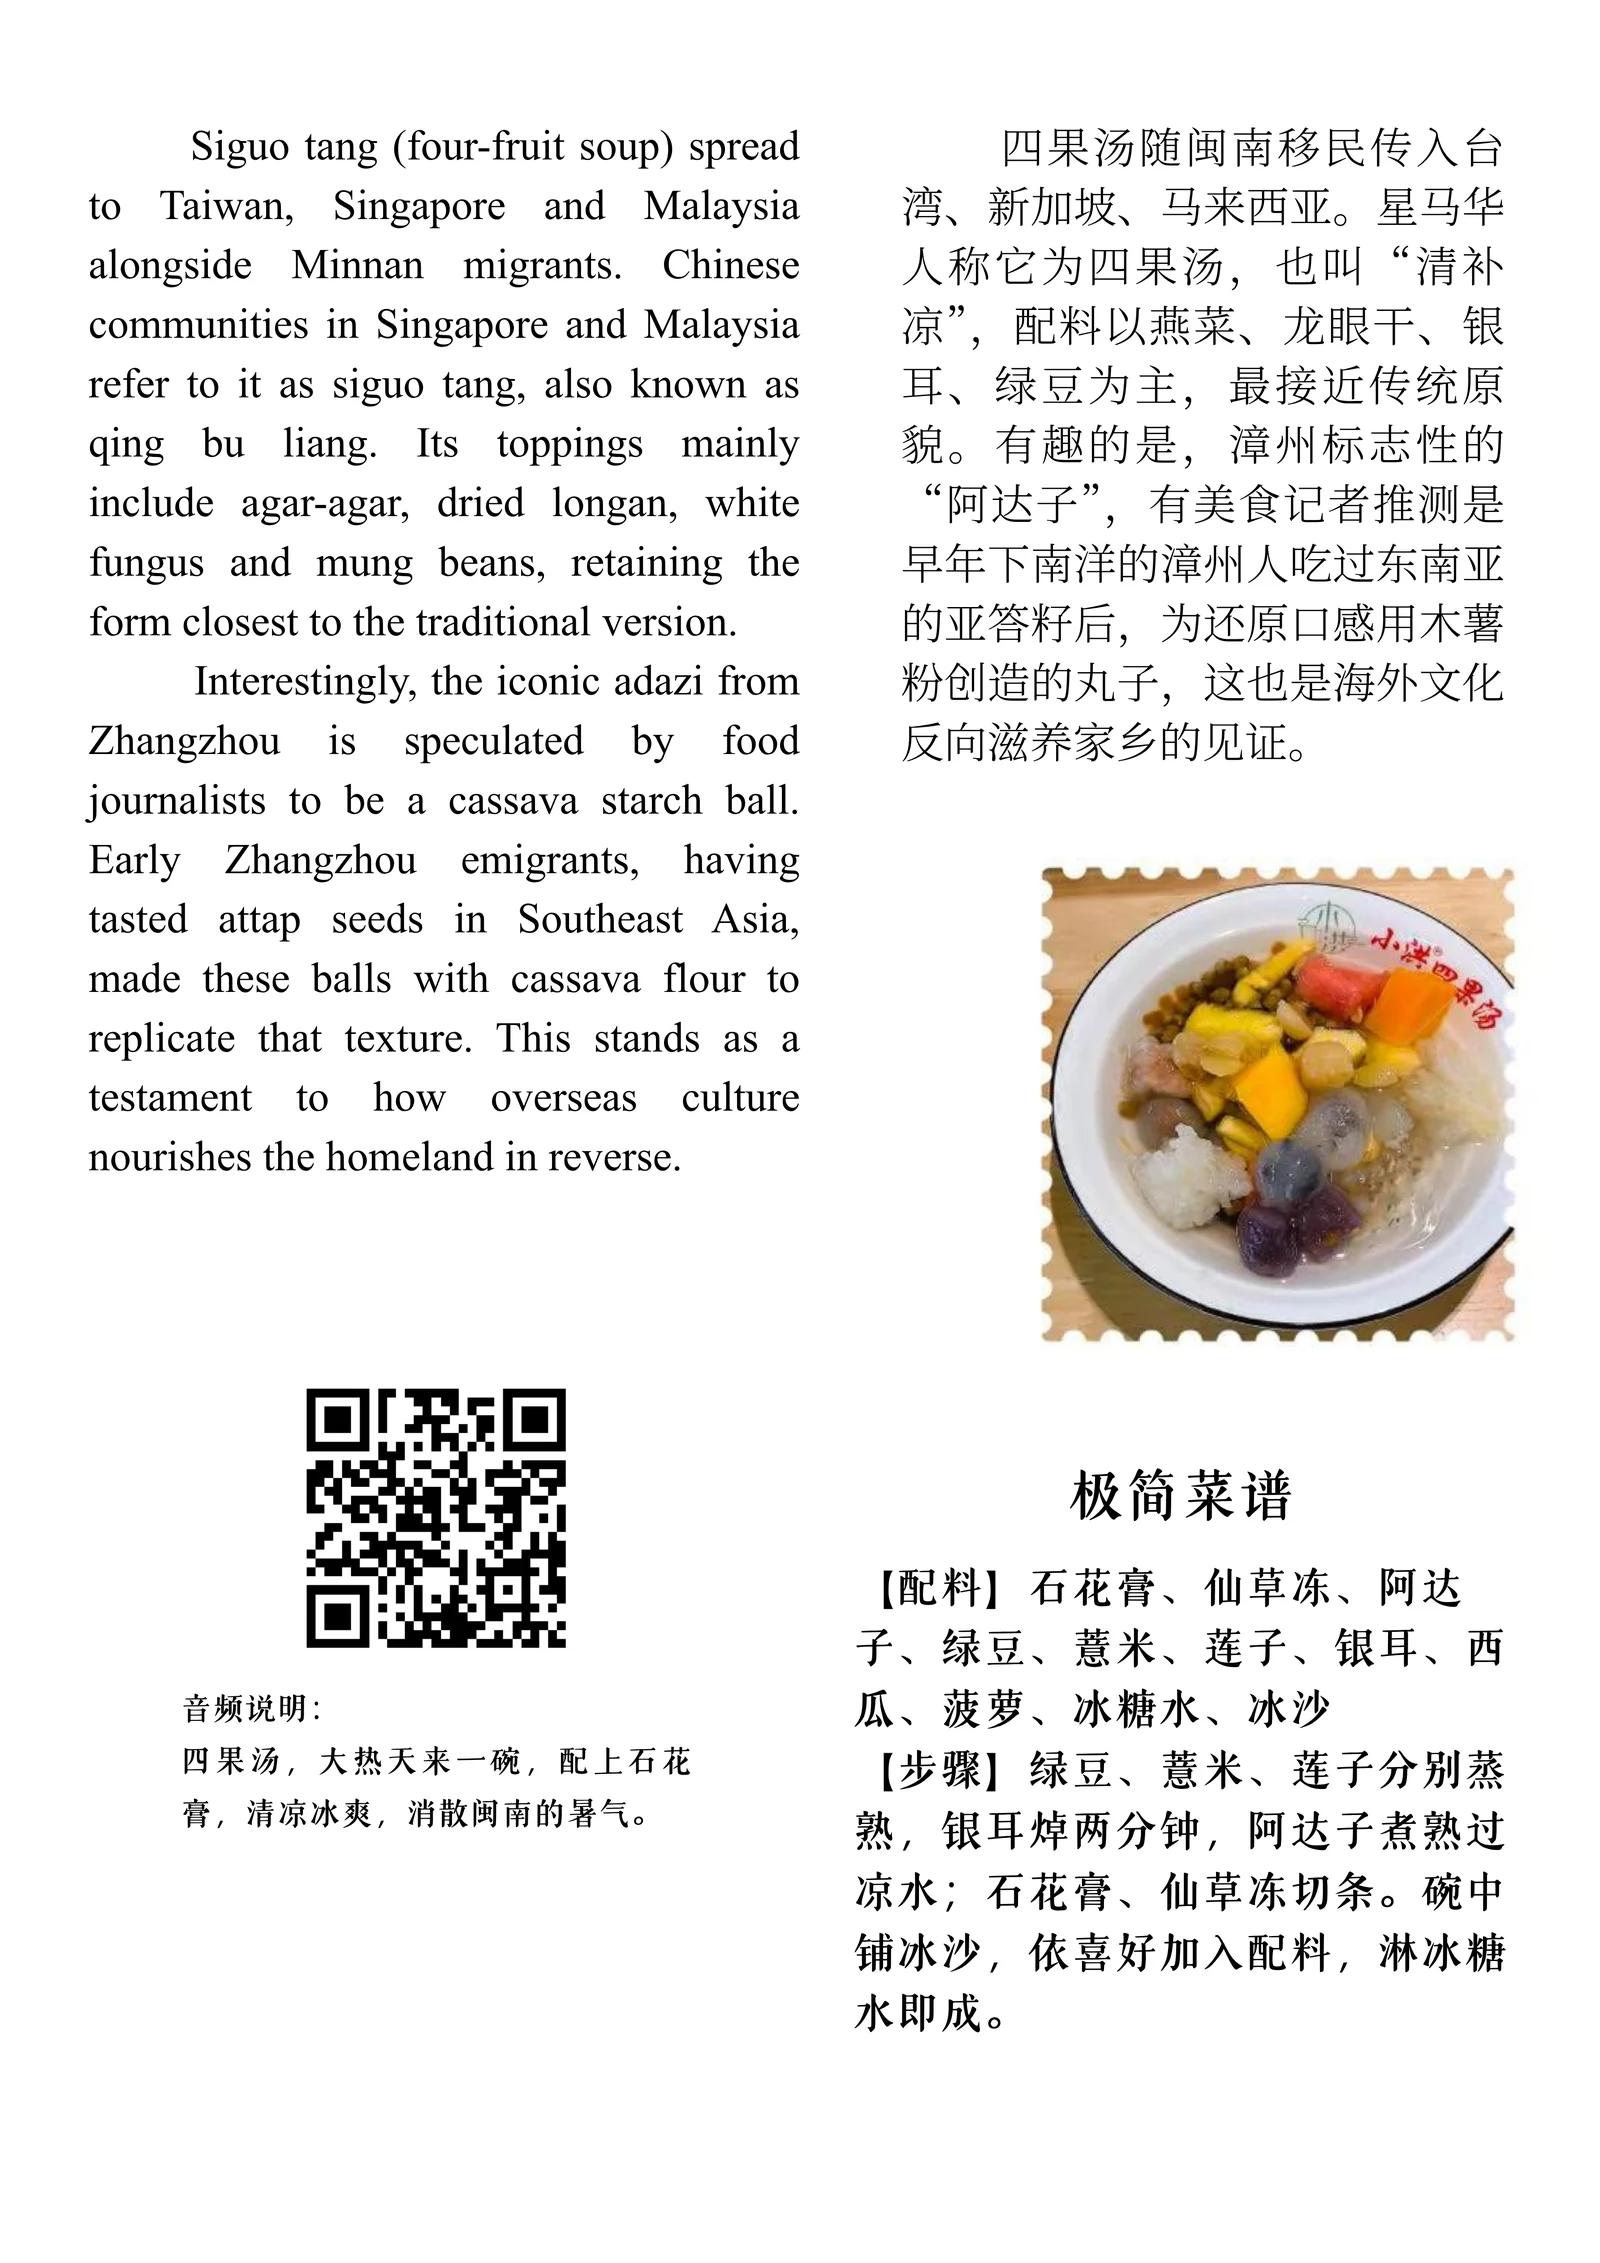 Siguo tang (four-fruit soup) spread
to Taiwan, Singapore and Malaysia
alongside Minnan migrants. Chinese
communities in Singapore and Malaysia
refer to it as siguo tang, also known as
qing bu liang. Its toppings mainly
include agar-agar, dried longan, white
fungus and mung beans, retaining the
form closest to the traditional version.
Interestingly, the iconic adazi from
Zhangzhou is speculated by food
journalists to be a cassava starch ball.
Early Zhangzhou emigrants, having
tasted attap seeds in Southeast Asia,
made these balls with cassava flour to
replicate that texture. This stands as a
testament to how overseas culture
nourishes the homeland in reverse.
四果汤随闽南移民传入台
湾、新加坡、马来西亚。星马华
人称它为四果汤，也叫“清补
凉”，配料以燕菜、龙眼干、银
耳、绿豆为主，最接近传统原
貌。有趣的是，漳州标志性的
“阿达子”，有美食记者推测是
早年下南洋的漳州人吃过东南亚
的亚答籽后，为还原口感用木薯
粉创造的丸子，这也是海外文化
反向滋养家乡的见证。
小洪®四果汤
音频说明：
四果汤，大热天来一碗，配上石花
膏，清凉冰爽，消散闽南的暑气。
极简菜谱
【配料】石花膏、仙草冻、阿达
子、绿豆、薏米、莲子、银耳、西
瓜、菠萝、冰糖水、冰沙
【步骤】绿豆、薏米、莲子分别蒸
熟，银耳焯两分钟，阿达子煮熟过
凉水；石花膏、仙草冻切条。碗中
铺冰沙，依喜好加入配料，淋冰糖
水即成。